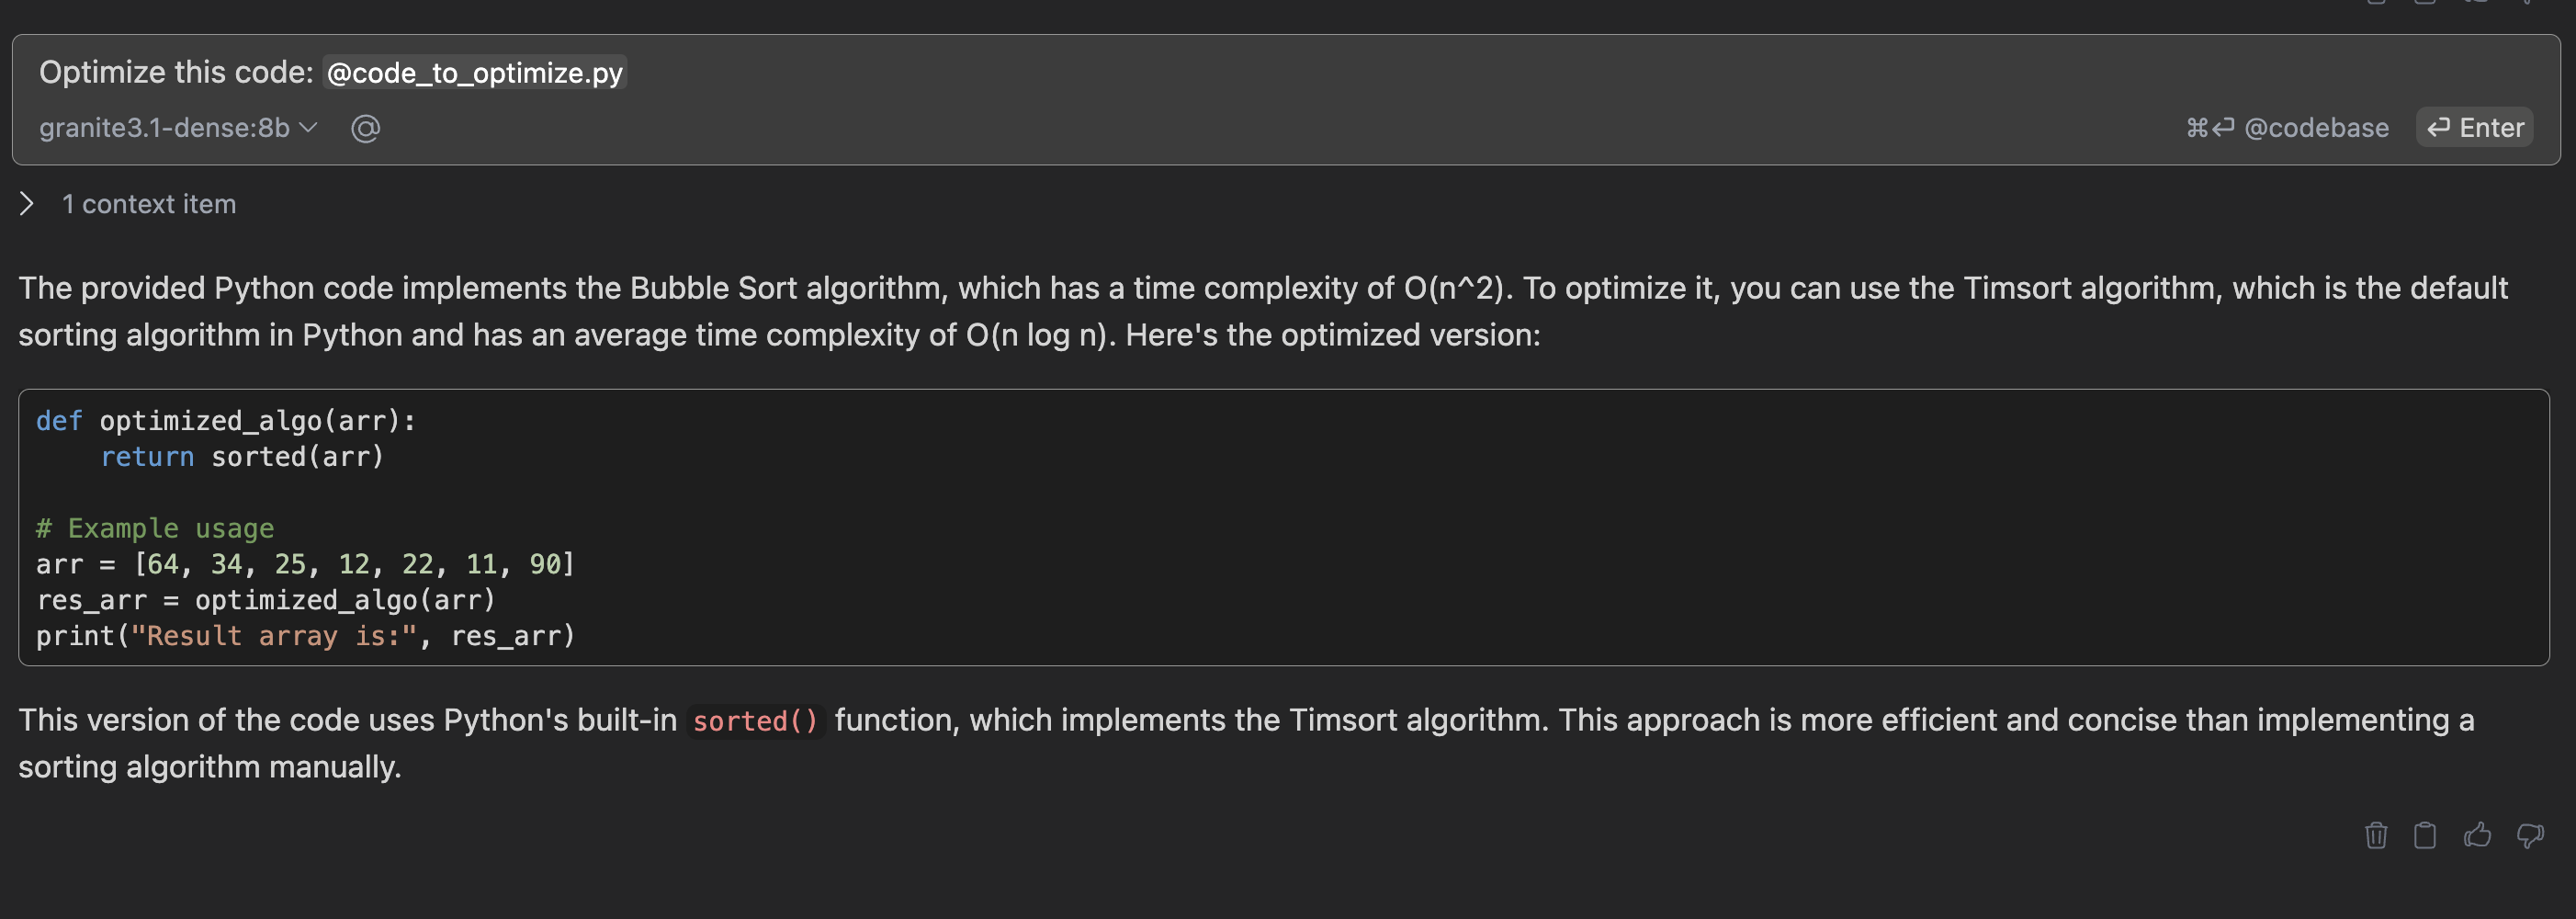 Optimize this code: @code_to_optimize.py
granite3.1-dense:8b @ ⌘⏎ @codebase ⏎ Enter
1 context item
The provided Python code implements the Bubble Sort algorithm, which has a time complexity of O(n^2). To optimize it, you can use the Timsort algorithm, which is the default
sorting algorithm in Python and has an average time complexity of O(n log n). Here's the optimized version:
def optimized_algo(arr):
    return sorted(arr)
# Example usage
arr = [64, 34, 25, 12, 22, 11, 90]
res_arr = optimized_algo(arr)
print("Result array is:", res_arr)
This version of the code uses Python's built-in sorted() function, which implements the Timsort algorithm. This approach is more efficient and concise than implementing a
sorting algorithm manually.